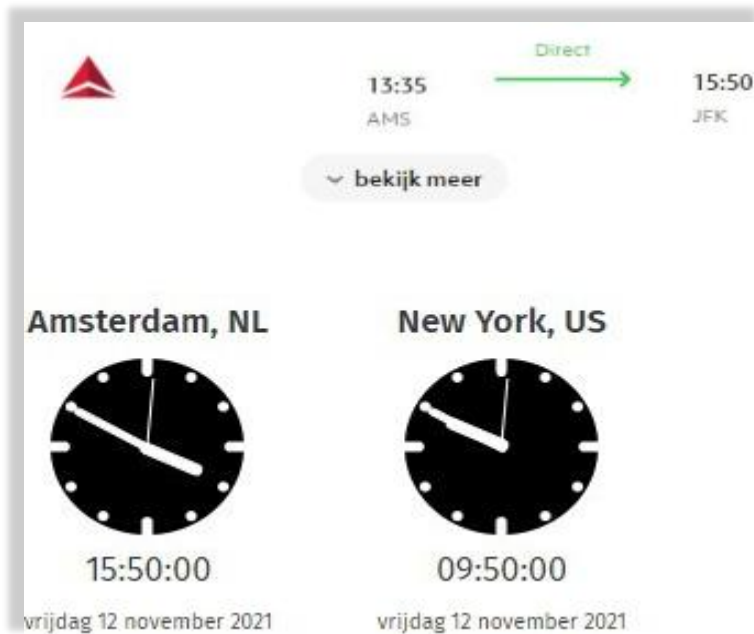 Direct
13:35 15:50
AMS JFK
bekijk meer
Amsterdam, NL New York, US
15:50:00 09:50:00
vrijdag 12 november 2021 vrijdag 12 november 2021